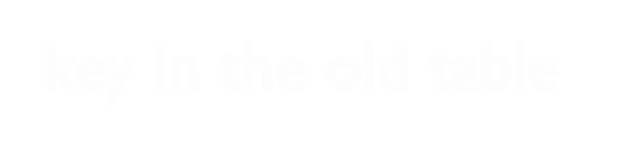 key in the old table